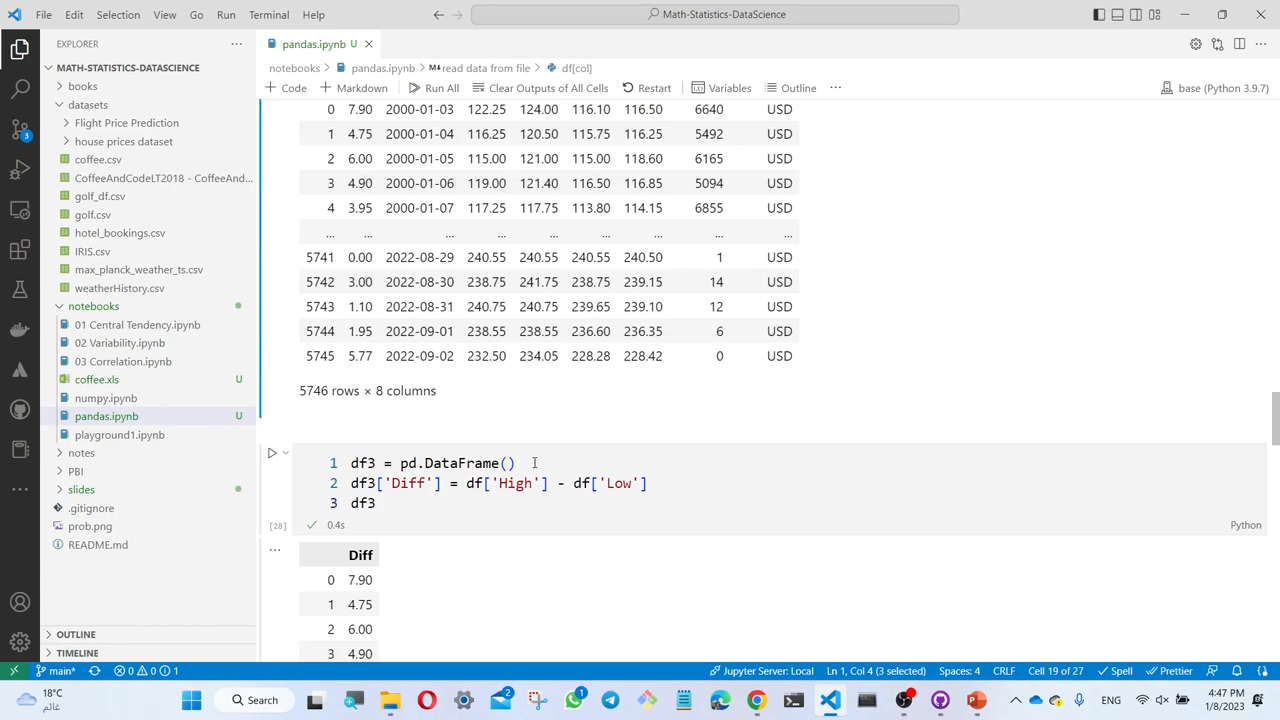 File Edit Selection View Go Run Terminal Help
Math-Statistics-DataScience
EXPLORER
MATH-STATISTICS-DATASCIENCE
books
datasets
Flight Price Prediction
house prices dataset
coffee.csv
CoffeeAndCodeLT2018 - CoffeeAnd...
golf_df.csv
golf.csv
hotel_bookings.csv
IRIS.csv
max_planck_weather_ts.csv
weatherHistory.csv
notebooks
01 Central Tendency.ipynb
02 Variability.ipynb
03 Correlation.ipynb
coffee.xls U
numpy.ipynb
pandas.ipynb U
playground1.ipynb
notes
PBI
slides
.gitignore
prob.png
README.md
OUTLINE
TIMELINE
3
pandas.ipynb U
notebooks > pandas.ipynb > M↓read data from file > df[col]
Code Markdown Run All Clear Outputs of All Cells Restart Variables Outline ... base (Python 3.9.7)
0 7.90 2000-01-03 122.25 124.00 116.10 116.50 6640 USD
1 4.75 2000-01-04 116.25 120.50 115.75 116.25 5492 USD
2 6.00 2000-01-05 115.00 121.00 115.00 118.60 6165 USD
3 4.90 2000-01-06 119.00 121.40 116.50 116.85 5094 USD
4 3.95 2000-01-07 117.25 117.75 113.80 114.15 6855 USD
... ... ... ... ... ... ... ... ...
5741 0.00 2022-08-29 240.55 240.55 240.55 240.50 1 USD
5742 3.00 2022-08-30 238.75 241.75 238.75 239.15 14 USD
5743 1.10 2022-08-31 240.75 240.75 239.65 239.10 12 USD
5744 1.95 2022-09-01 238.55 238.55 236.60 236.35 6 USD
5745 5.77 2022-09-02 232.50 234.05 228.28 228.42 0 USD
5746 rows × 8 columns
1 df3 = pd.DataFrame()
2 df3['Diff'] = df['High'] - df['Low']
3 df3
[28] 0.4s Python
Diff
0 7.90
1 4.75
2 6.00
3 4.90
main* 0 0 1 Jupyter Server: Local Ln 1, Col 4 (3 selected) Spaces: 4 CRLF Cell 19 of 27 Spell Prettier
18°C
غائم
Search
2
1
ENG
4:47 PM
1/8/2023